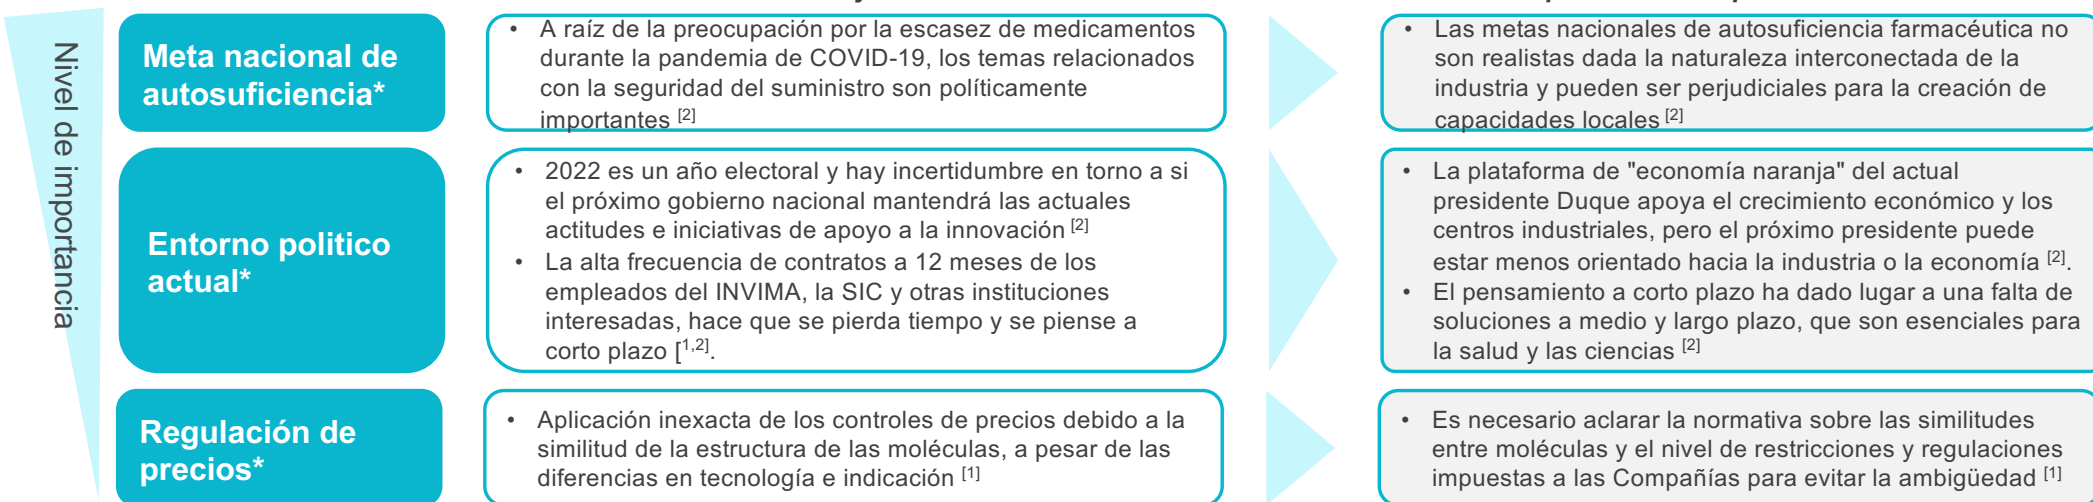 Nivel de importancia
Meta nacional de
autosuficiencia*
• A raíz de la preocupación por la escasez de medicamentos
durante la pandemia de COVID-19, los temas relacionados
con la seguridad del suministro son políticamente
importantes [2]
• Las metas nacionales de autosuficiencia farmacéutica no
son realistas dada la naturaleza interconectada de la
industria y pueden ser perjudiciales para la creación de
capacidades locales [2]
Entorno politico
actual*
• 2022 es un año electoral y hay incertidumbre en torno a si
el próximo gobierno nacional mantendrá las actuales
actitudes e iniciativas de apoyo a la innovación [2]
• La alta frecuencia de contratos a 12 meses de los
empleados del INVIMA, la SIC y otras instituciones
interesadas, hace que se pierda tiempo y se piense a
corto plazo [1,2].
• La plataforma de "economía naranja" del actual
presidente Duque apoya el crecimiento económico y los
centros industriales, pero el próximo presidente puede
estar menos orientado hacia la industria o la economía [2].
• El pensamiento a corto plazo ha dado lugar a una falta de
soluciones a medio y largo plazo, que son esenciales para
la salud y las ciencias [2]
Regulación de
precios*
• Aplicación inexacta de los controles de precios debido a la
similitud de la estructura de las moléculas, a pesar de las
diferencias en tecnología e indicación [1]
• Es necesario aclarar la normativa sobre las similitudes
entre moléculas y el nivel de restricciones y regulaciones
impuestas a las Compañías para evitar la ambigüedad [1]